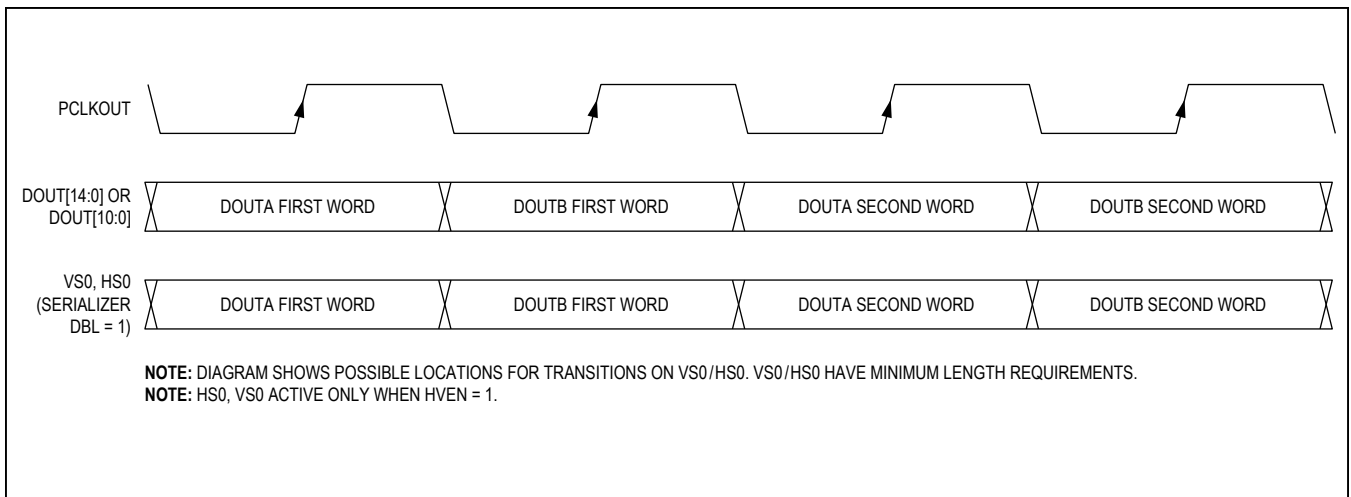 PCLKOUT
DOUT[14:0] OR
DOUT[10:0]
DOUTA FIRST WORD
DOUTB FIRST WORD
DOUTA SECOND WORD
DOUTB SECOND WORD
VS0, HS0
(SERIALIZER
DBL = 1)
DOUTA FIRST WORD
DOUTB FIRST WORD
DOUTA SECOND WORD
DOUTB SECOND WORD
NOTE: DIAGRAM SHOWS POSSIBLE LOCATIONS FOR TRANSITIONS ON VS0/HS0. VS0/HS0 HAVE MINIMUM LENGTH REQUIREMENTS.
NOTE: HS0, VS0 ACTIVE ONLY WHEN HVEN = 1.